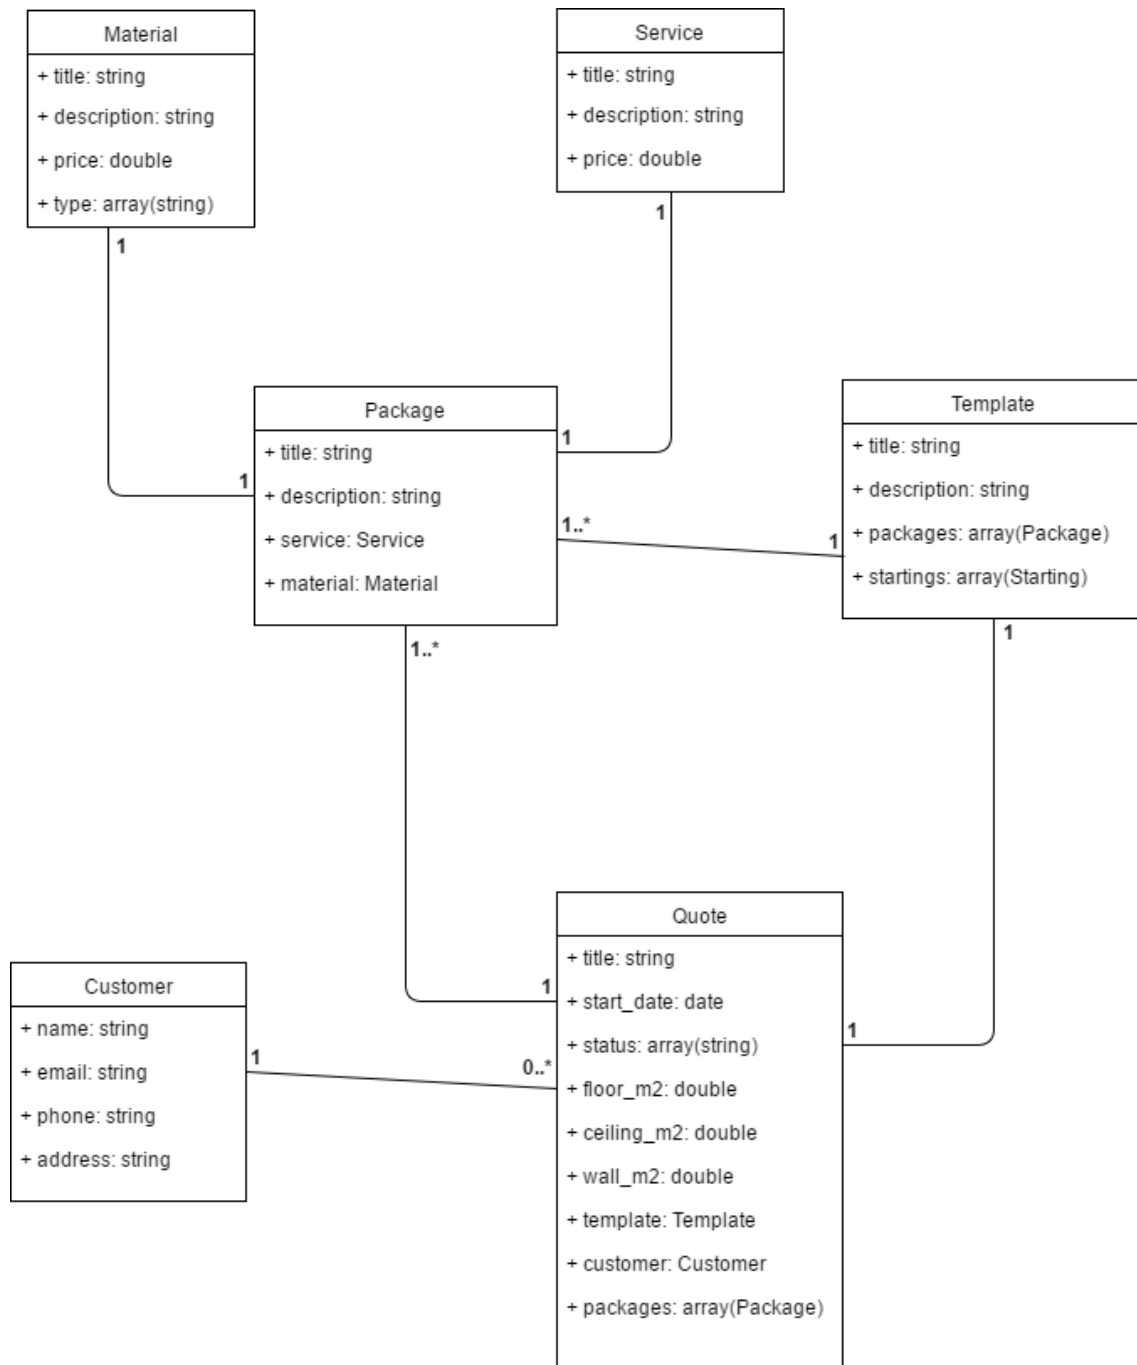 Material
+ title: string
+ description: string
+ price: double
+ type: array(string)
1
Service
+ title: string
+ description: string
+ price: double
1
Package
+ title: string
+ description: string
+ service: Service
+ material: Material
1
1
1..*
1..*
Template
+ title: string
+ description: string
+ packages: array(Package)
+ startings: array(Starting)
1
1
Customer
+ name: string
+ email: string
+ phone: string
+ address: string
1
0..*
1
1
Quote
+ title: string
+ start_date: date
+ status: array(string)
+ floor_m2: double
+ ceiling_m2: double
+ wall_m2: double
+ template: Template
+ customer: Customer
+ packages: array(Package)